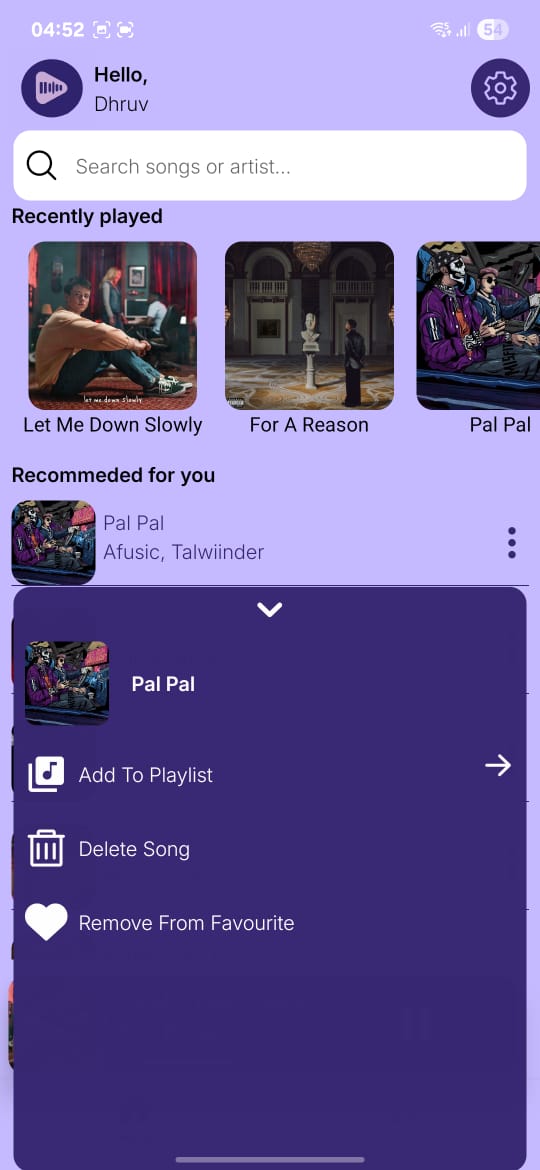 04:52
54
Hello,
Dhruv
Search songs or artist...
Recently played
let me down slowly
Let Me Down Slowly
For A Reason
Pal Pal
Recommeded for you
Pal Pal
Afusic, Talwiinder
Pal Pal
Add To Playlist
Delete Song
Remove From Favourite